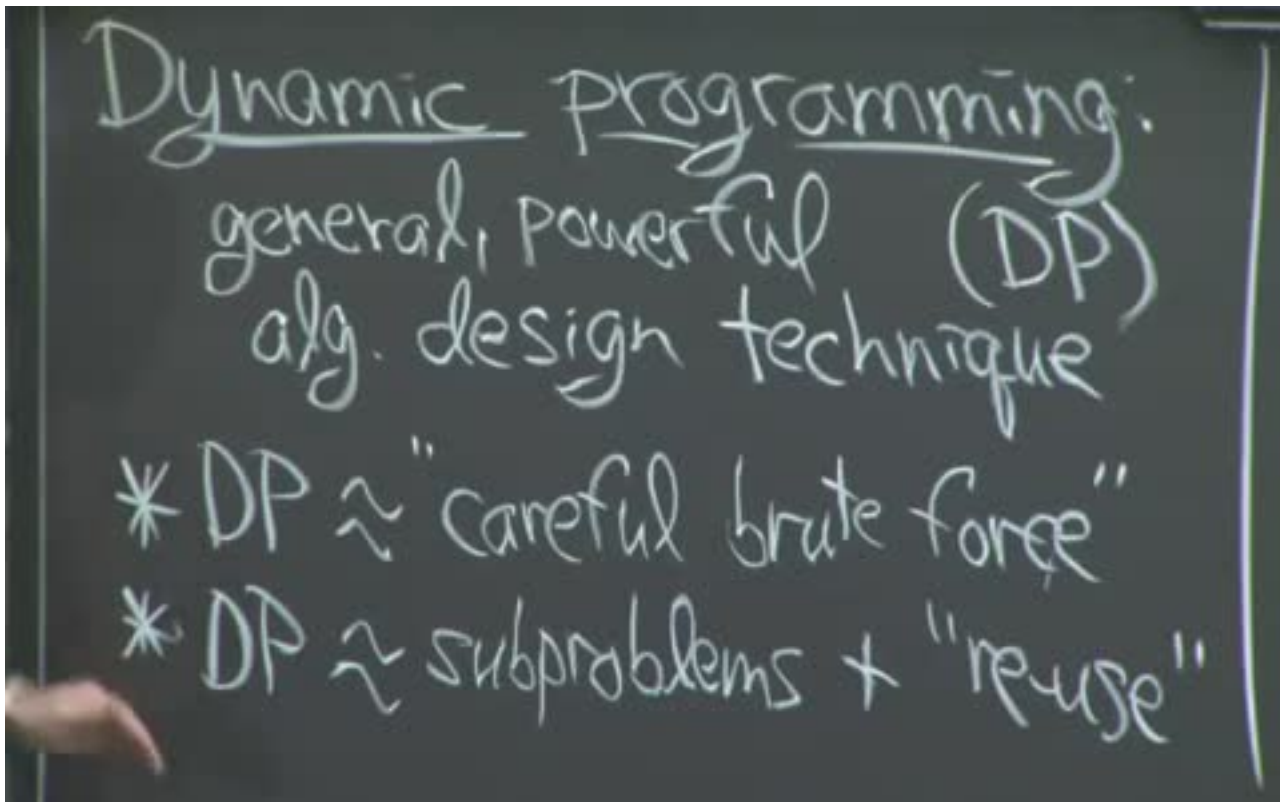 Dynamic programming:
general, powerful (DP)
alg. design technique
* DP ≈ "careful brute force"
* DP ≈ subproblems + "re-use"